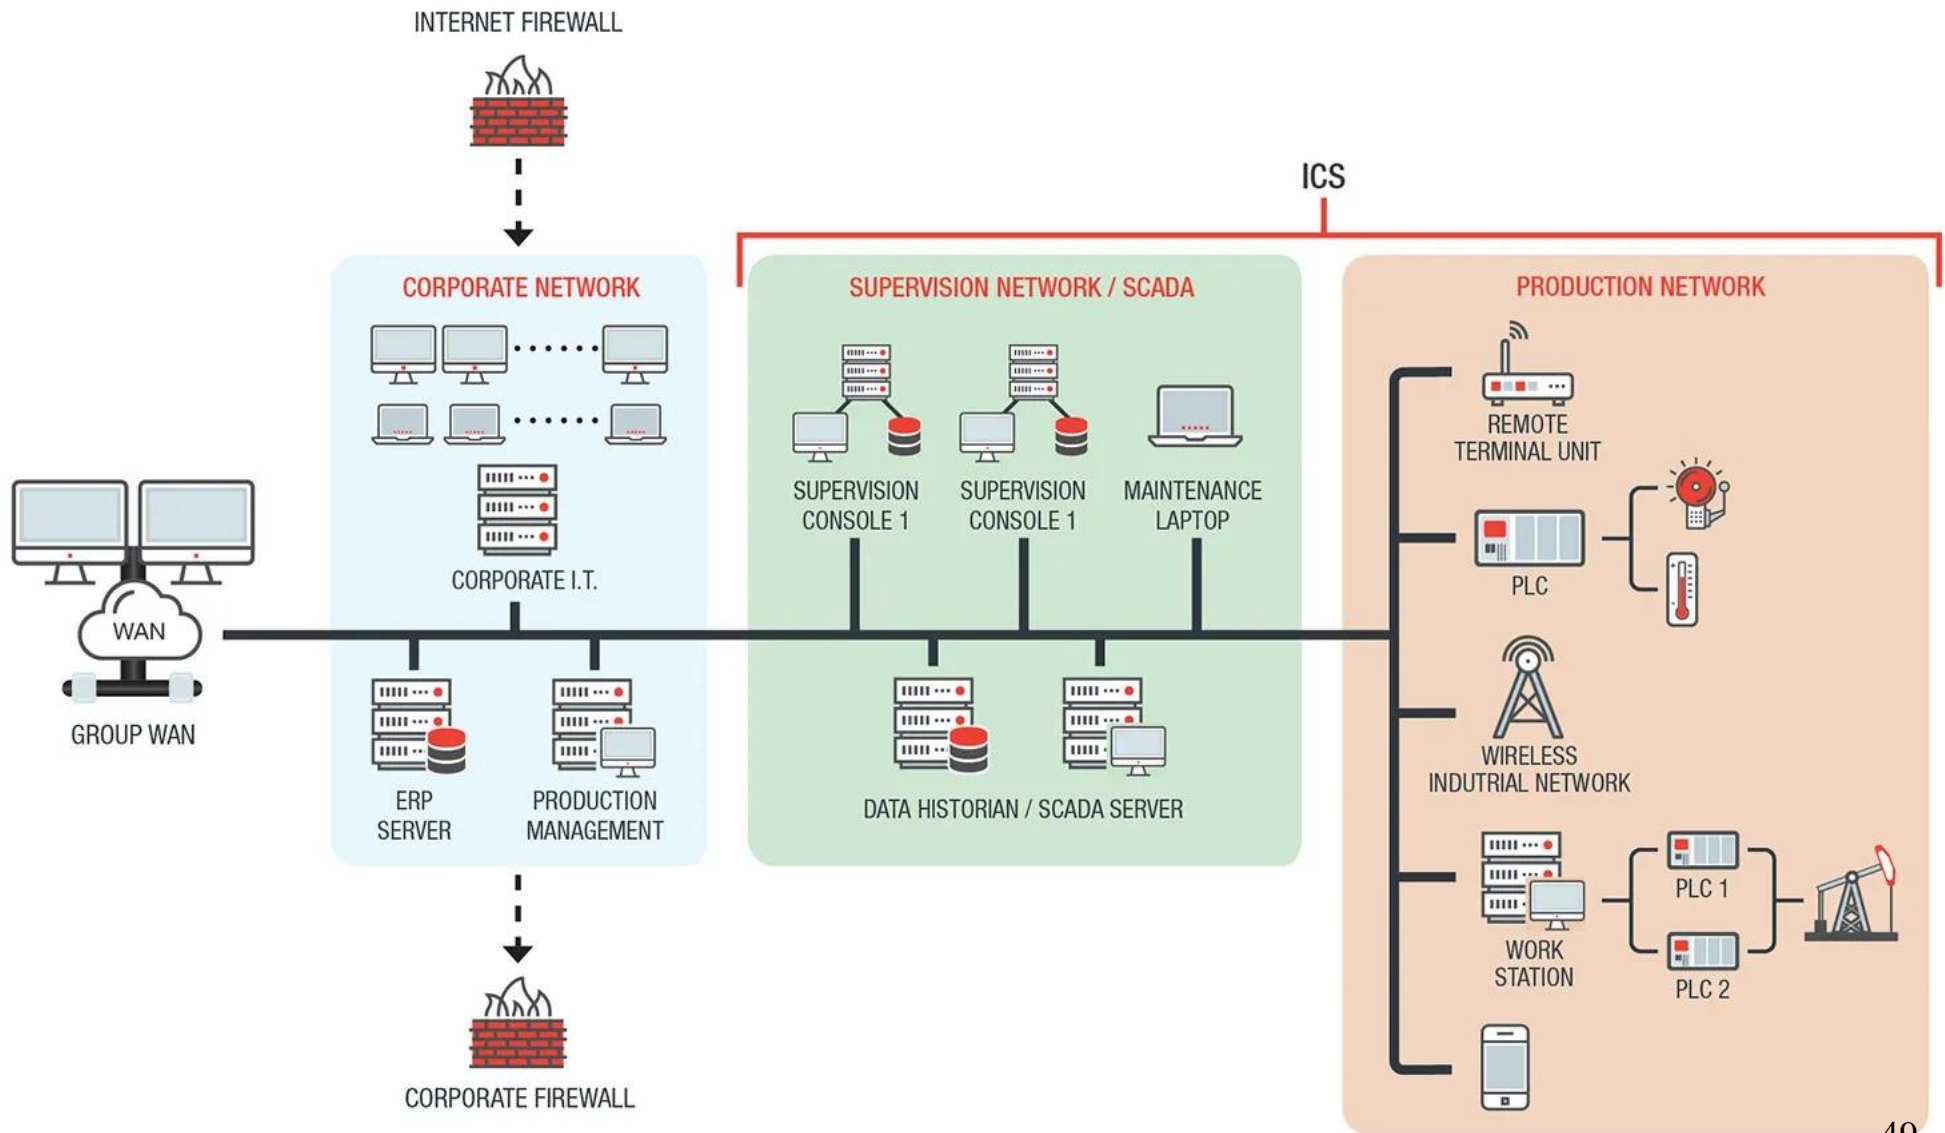 INTERNET FIREWALL
ICS
CORPORATE NETWORK
SUPERVISION NETWORK / SCADA
PRODUCTION NETWORK
REMOTE
TERMINAL UNIT
SUPERVISION
CONSOLE 1
SUPERVISION
CONSOLE 1
MAINTENANCE
LAPTOP
CORPORATE I.T.
PLC
WAN
GROUP WAN
WIRELESS
INDUTRIAL NETWORK
ERP
SERVER
PRODUCTION
MANAGEMENT
DATA HISTORIAN / SCADA SERVER
PLC 1
WORK
STATION
PLC 2
CORPORATE FIREWALL